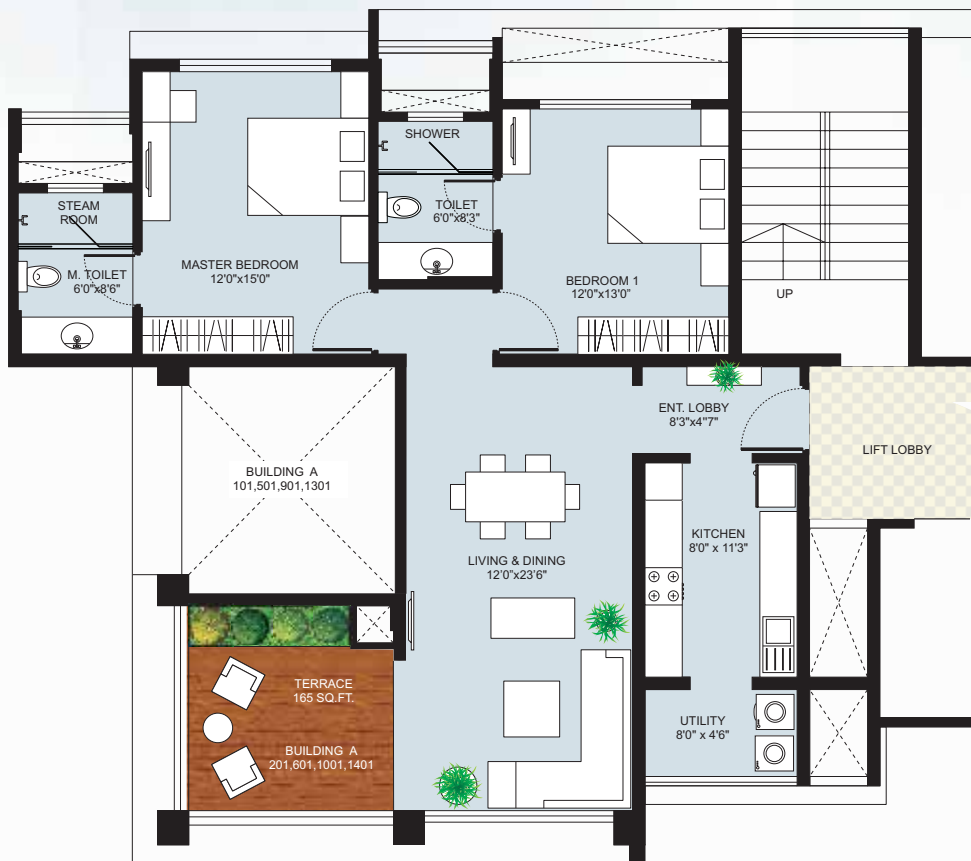 SHOWER
STEAM
ROOM
TOILET
6'0"x8'3"
MASTER BEDROOM
12'0"x15'0"
M. TOILET
6'0"x8'6"
BEDROOM 1
12'0"x13'0"
UP
ENT. LOBBY
8'3"x4"7"
LIFT LOBBY
BUILDING A
101,501,901,1301
KITCHEN
8'0" x 11'3"
LIVING & DINING
12'0"x23'6"
TERRACE
165 SQ.FT.
BUILDING A
201,601,1001,1401
UTILITY
8'0" x 4'6"